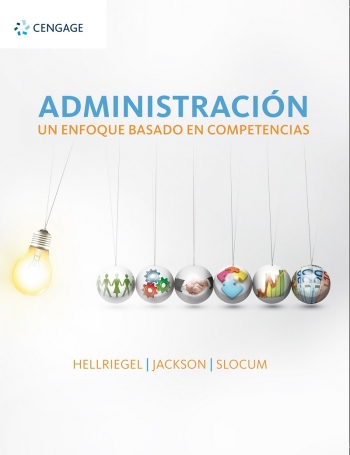 CENGAGE
ADMINISTRACIÓN
UN ENFOQUE BASADO EN COMPETENCIAS
HELLRIEGEL | JACKSON | SLOCUM